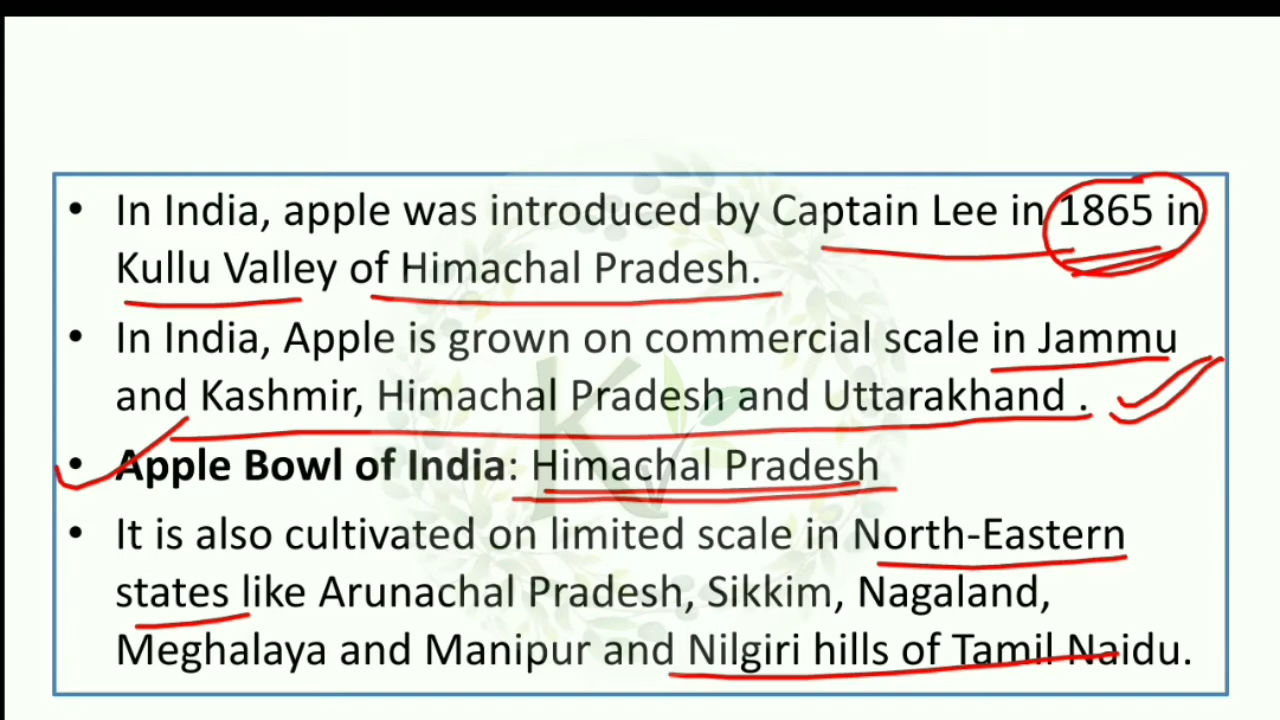 • In India, apple was introduced by Captain Lee in 1865 in
Kullu Valley of Himachal Pradesh.
• In India, Apple is grown on commercial scale in Jammu
and Kashmir, Himachal Pradesh and Uttarakhand .
• Apple Bowl of India: Himachal Pradesh
• It is also cultivated on limited scale in North-Eastern
states like Arunachal Pradesh, Sikkim, Nagaland,
Meghalaya and Manipur and Nilgiri hills of Tamil Naidu.